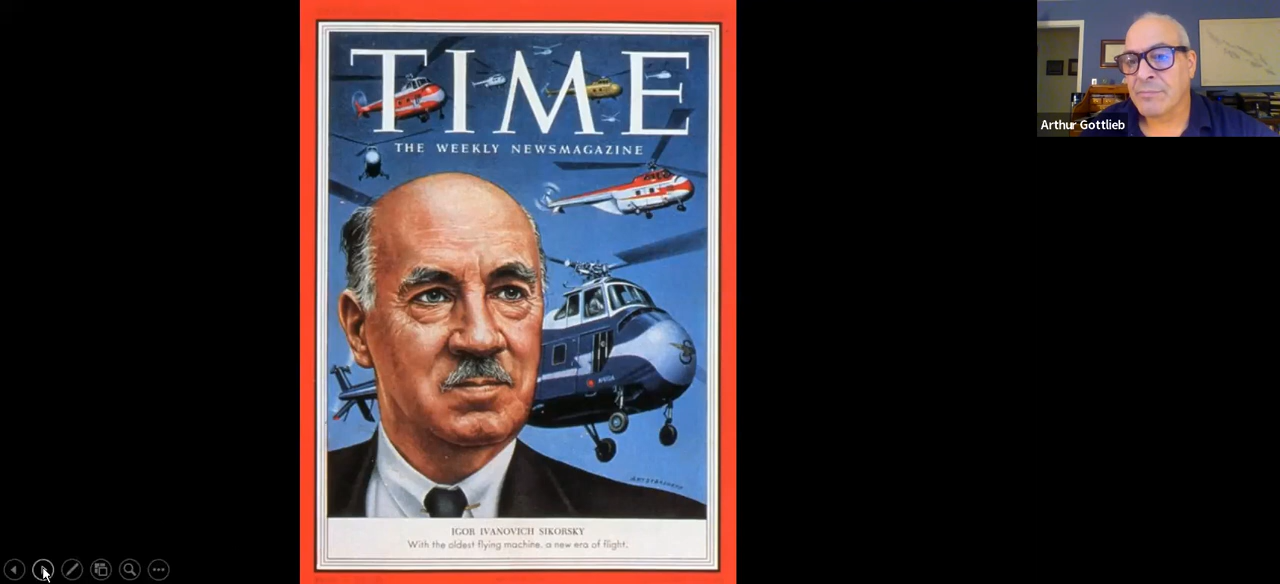 TIME
THE WEEKLY NEWSMAGAZINE
IGOR IVANOVICH SIKORSKY
With the oldest flying machine, a new era of flight.
Arthur Gottlieb